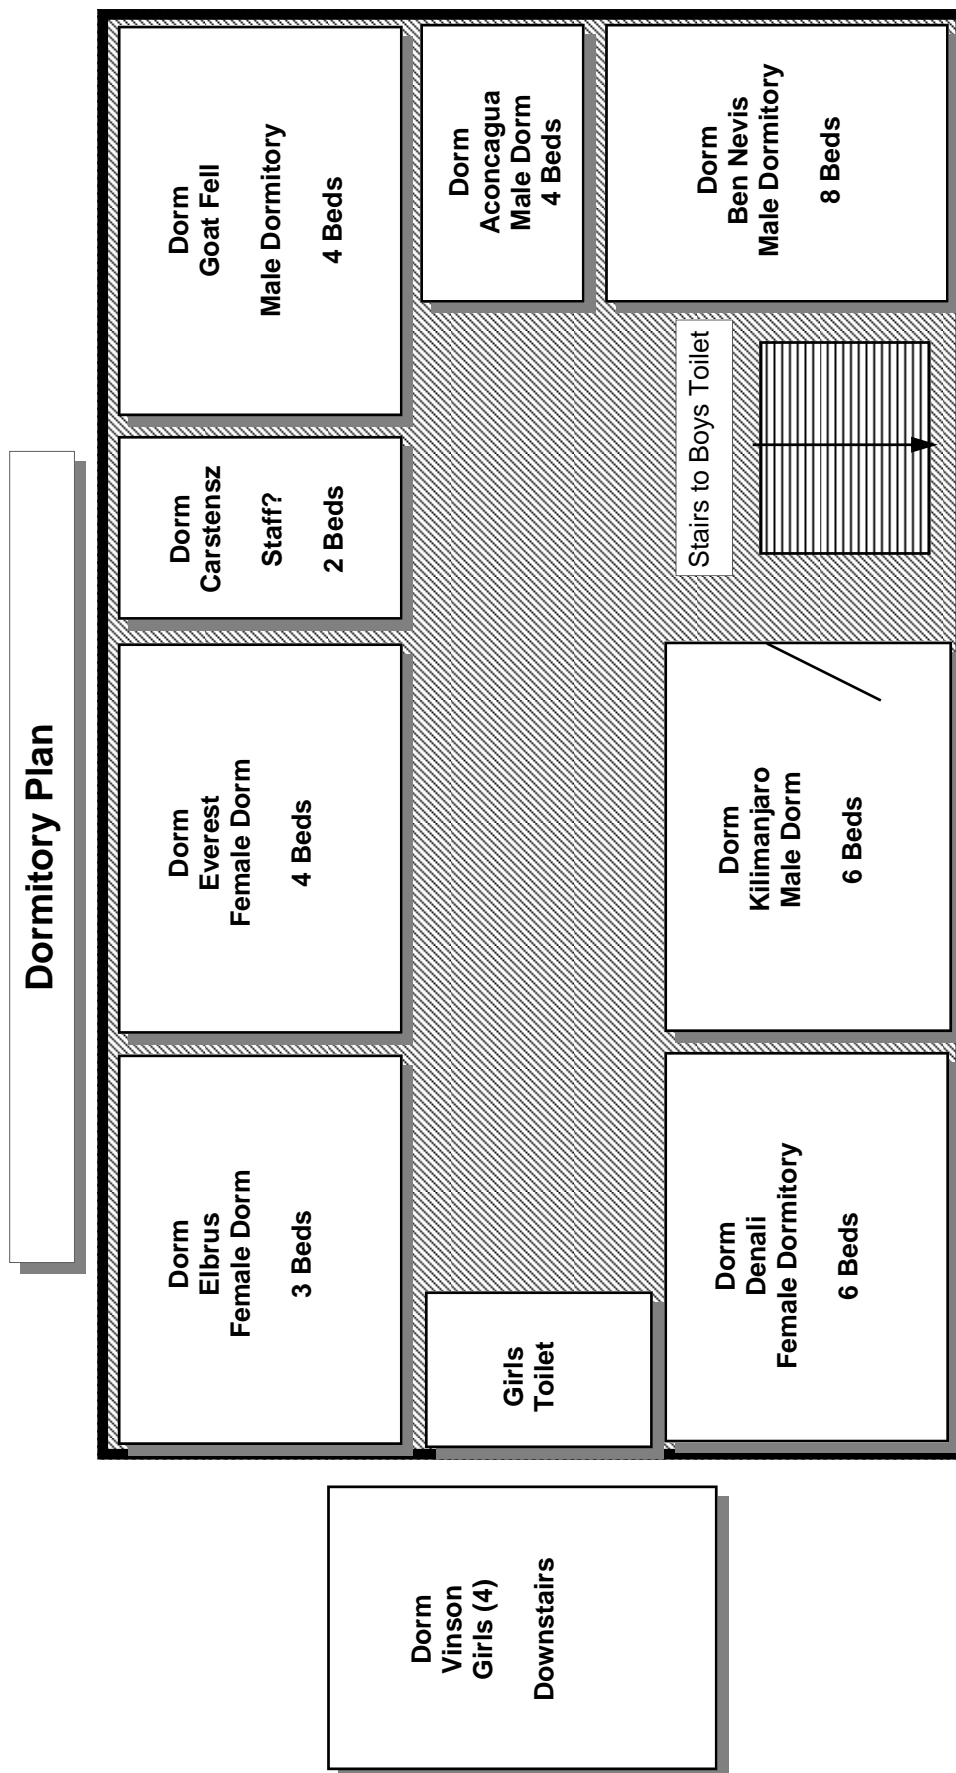 Dormitory Plan
Dorm
Elbrus
Female Dorm
3 Beds
Dorm
Everest
Female Dorm
4 Beds
Dorm
Carstensz
Staff?
2 Beds
Dorm
Goat Fell
Male Dormitory
4 Beds
Dorm
Aconcagua
Male Dorm
4 Beds
Dorm
Vinson
Girls (4)
Downstairs
Girls
Toilet
Dorm
Denali
Female Dormitory
6 Beds
Dorm
Kilimanjaro
Male Dorm
6 Beds
Stairs to Boys Toilet
Dorm
Ben Nevis
Male Dormitory
8 Beds